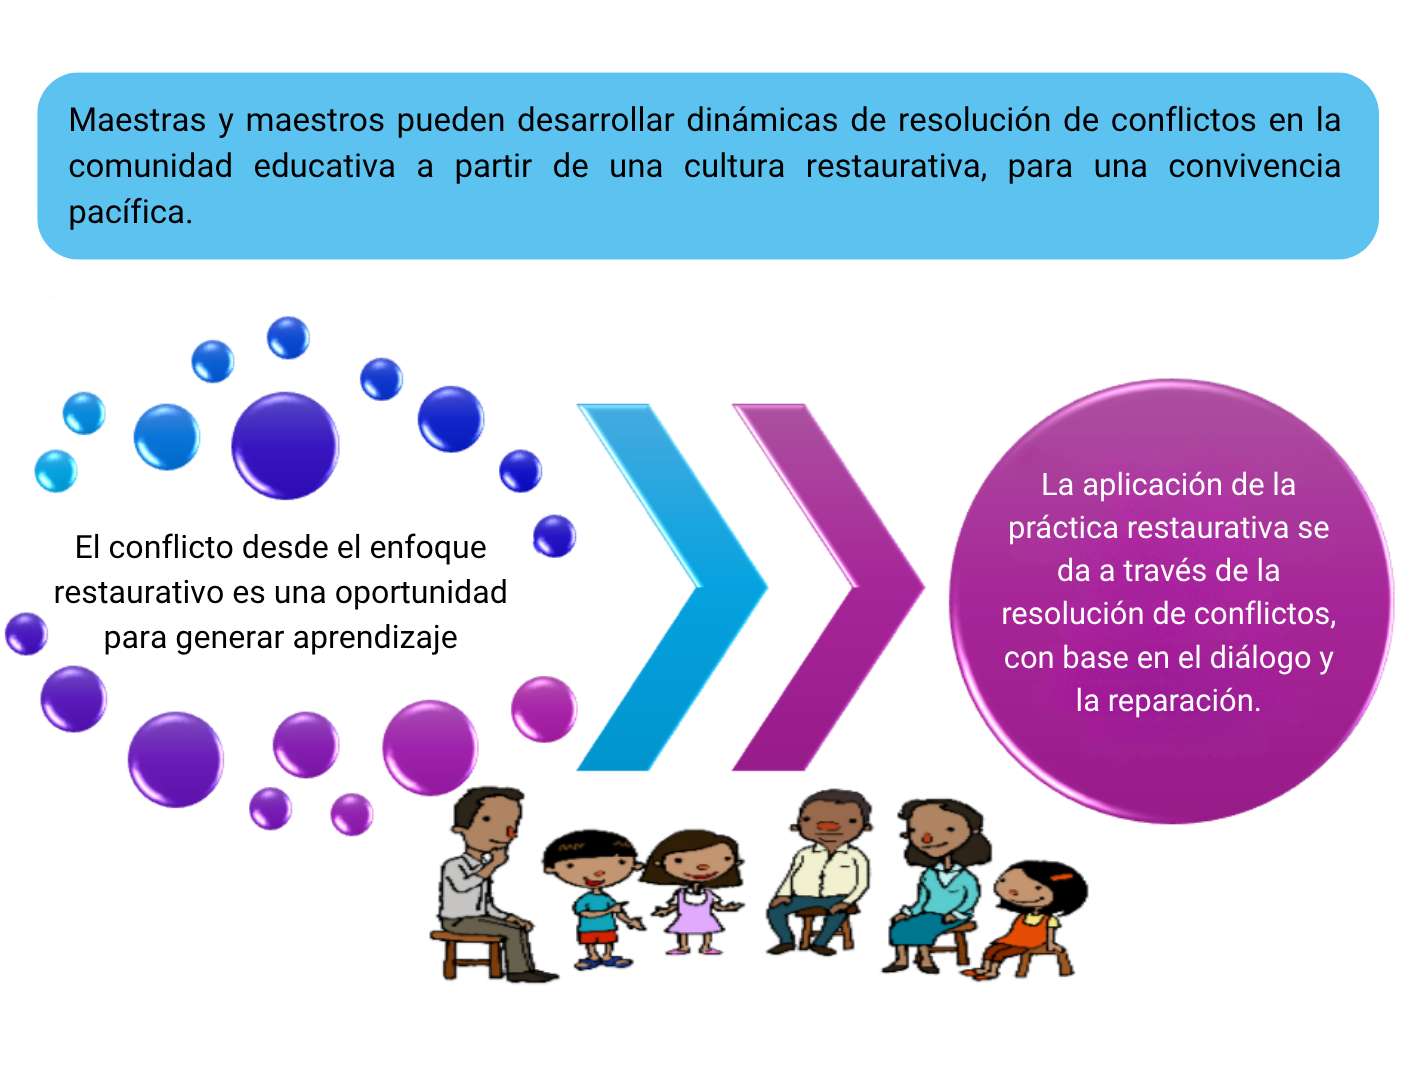 Maestras y maestros pueden desarrollar dinámicas de resolución de conflictos en la
comunidad educativa a partir de una cultura restaurativa, para una convivencia
pacífica.
El conflicto desde el enfoque
restaurativo es una oportunidad
para generar aprendizaje
La aplicación de la
práctica restaurativa se
da a través de la
resolución de conflictos,
con base en el diálogo y
la reparación.